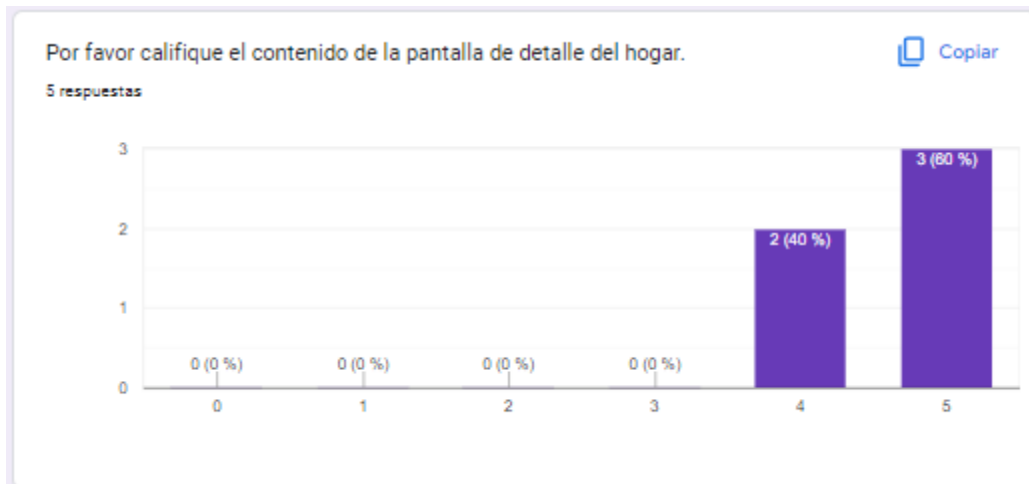 Por favor califique el contenido de la pantalla de detalle del hogar.
Copiar
5 respuestas
3
3 (60 %)
2
2 (40 %)
1
0 (0 %) 0 (0 %) 0 (0 %) 0 (0 %)
0
0 1 2 3 4 5